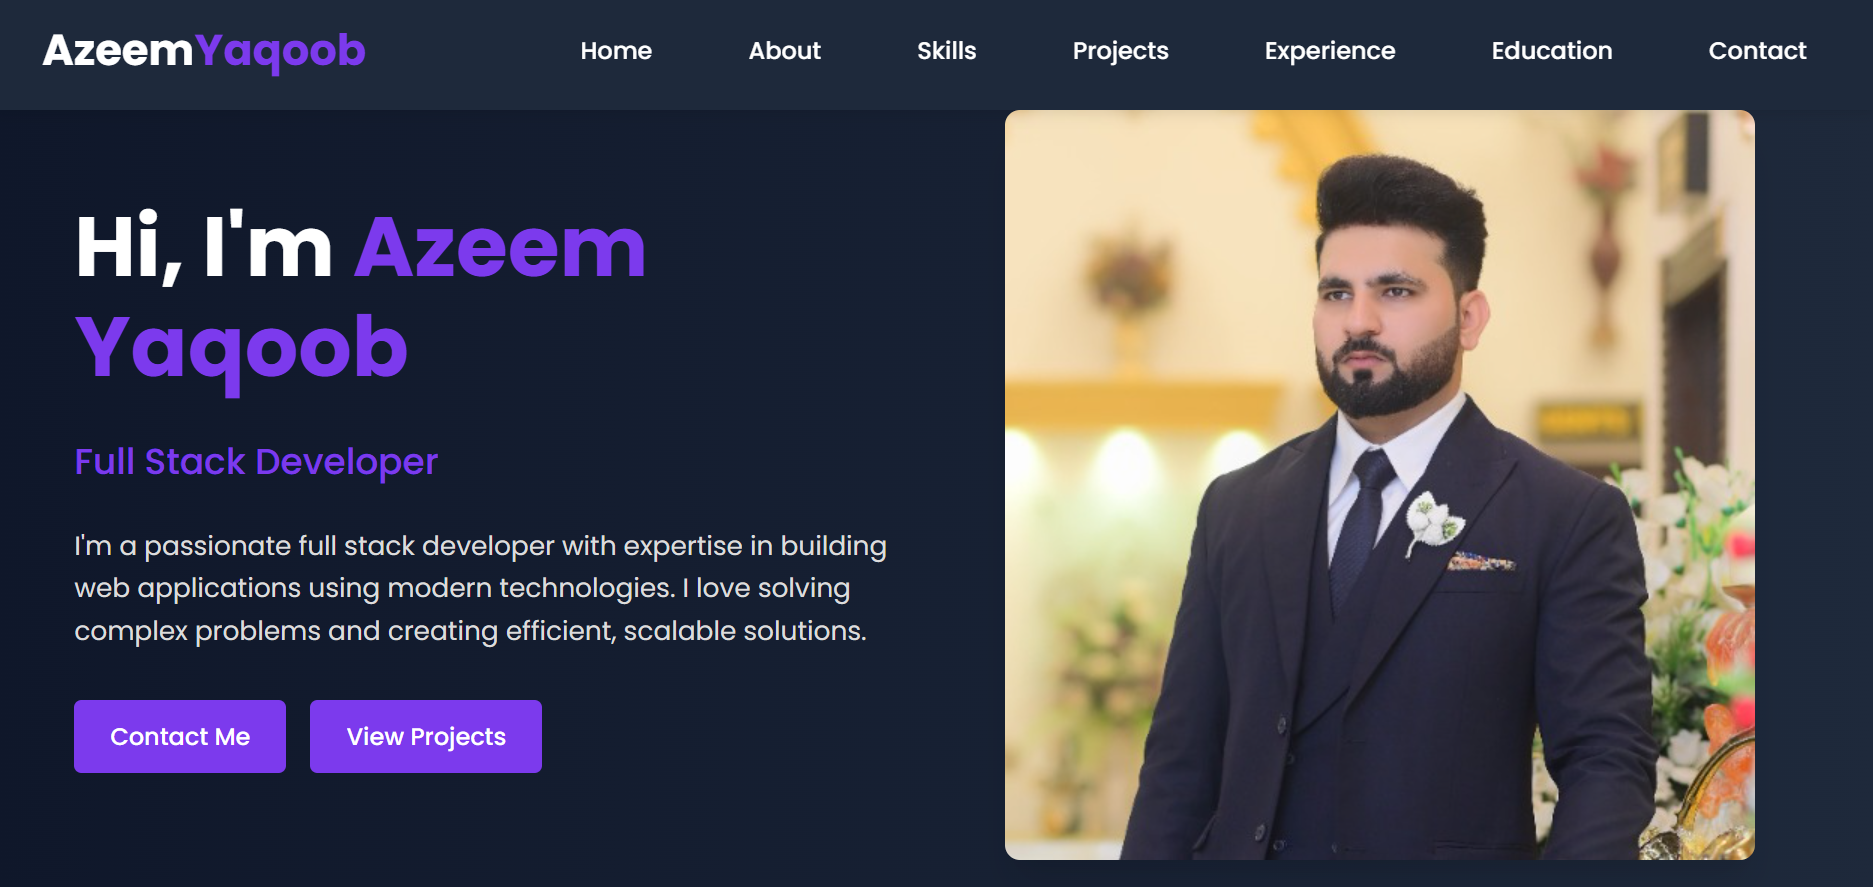 AzeemYaqoob
Home
About
Skills
Projects
Experience
Education
Contact
Hi, I'm Azeem
Yaqoob
Full Stack Developer
I'm a passionate full stack developer with expertise in building
web applications using modern technologies. I love solving
complex problems and creating efficient, scalable solutions.
Contact Me
View Projects